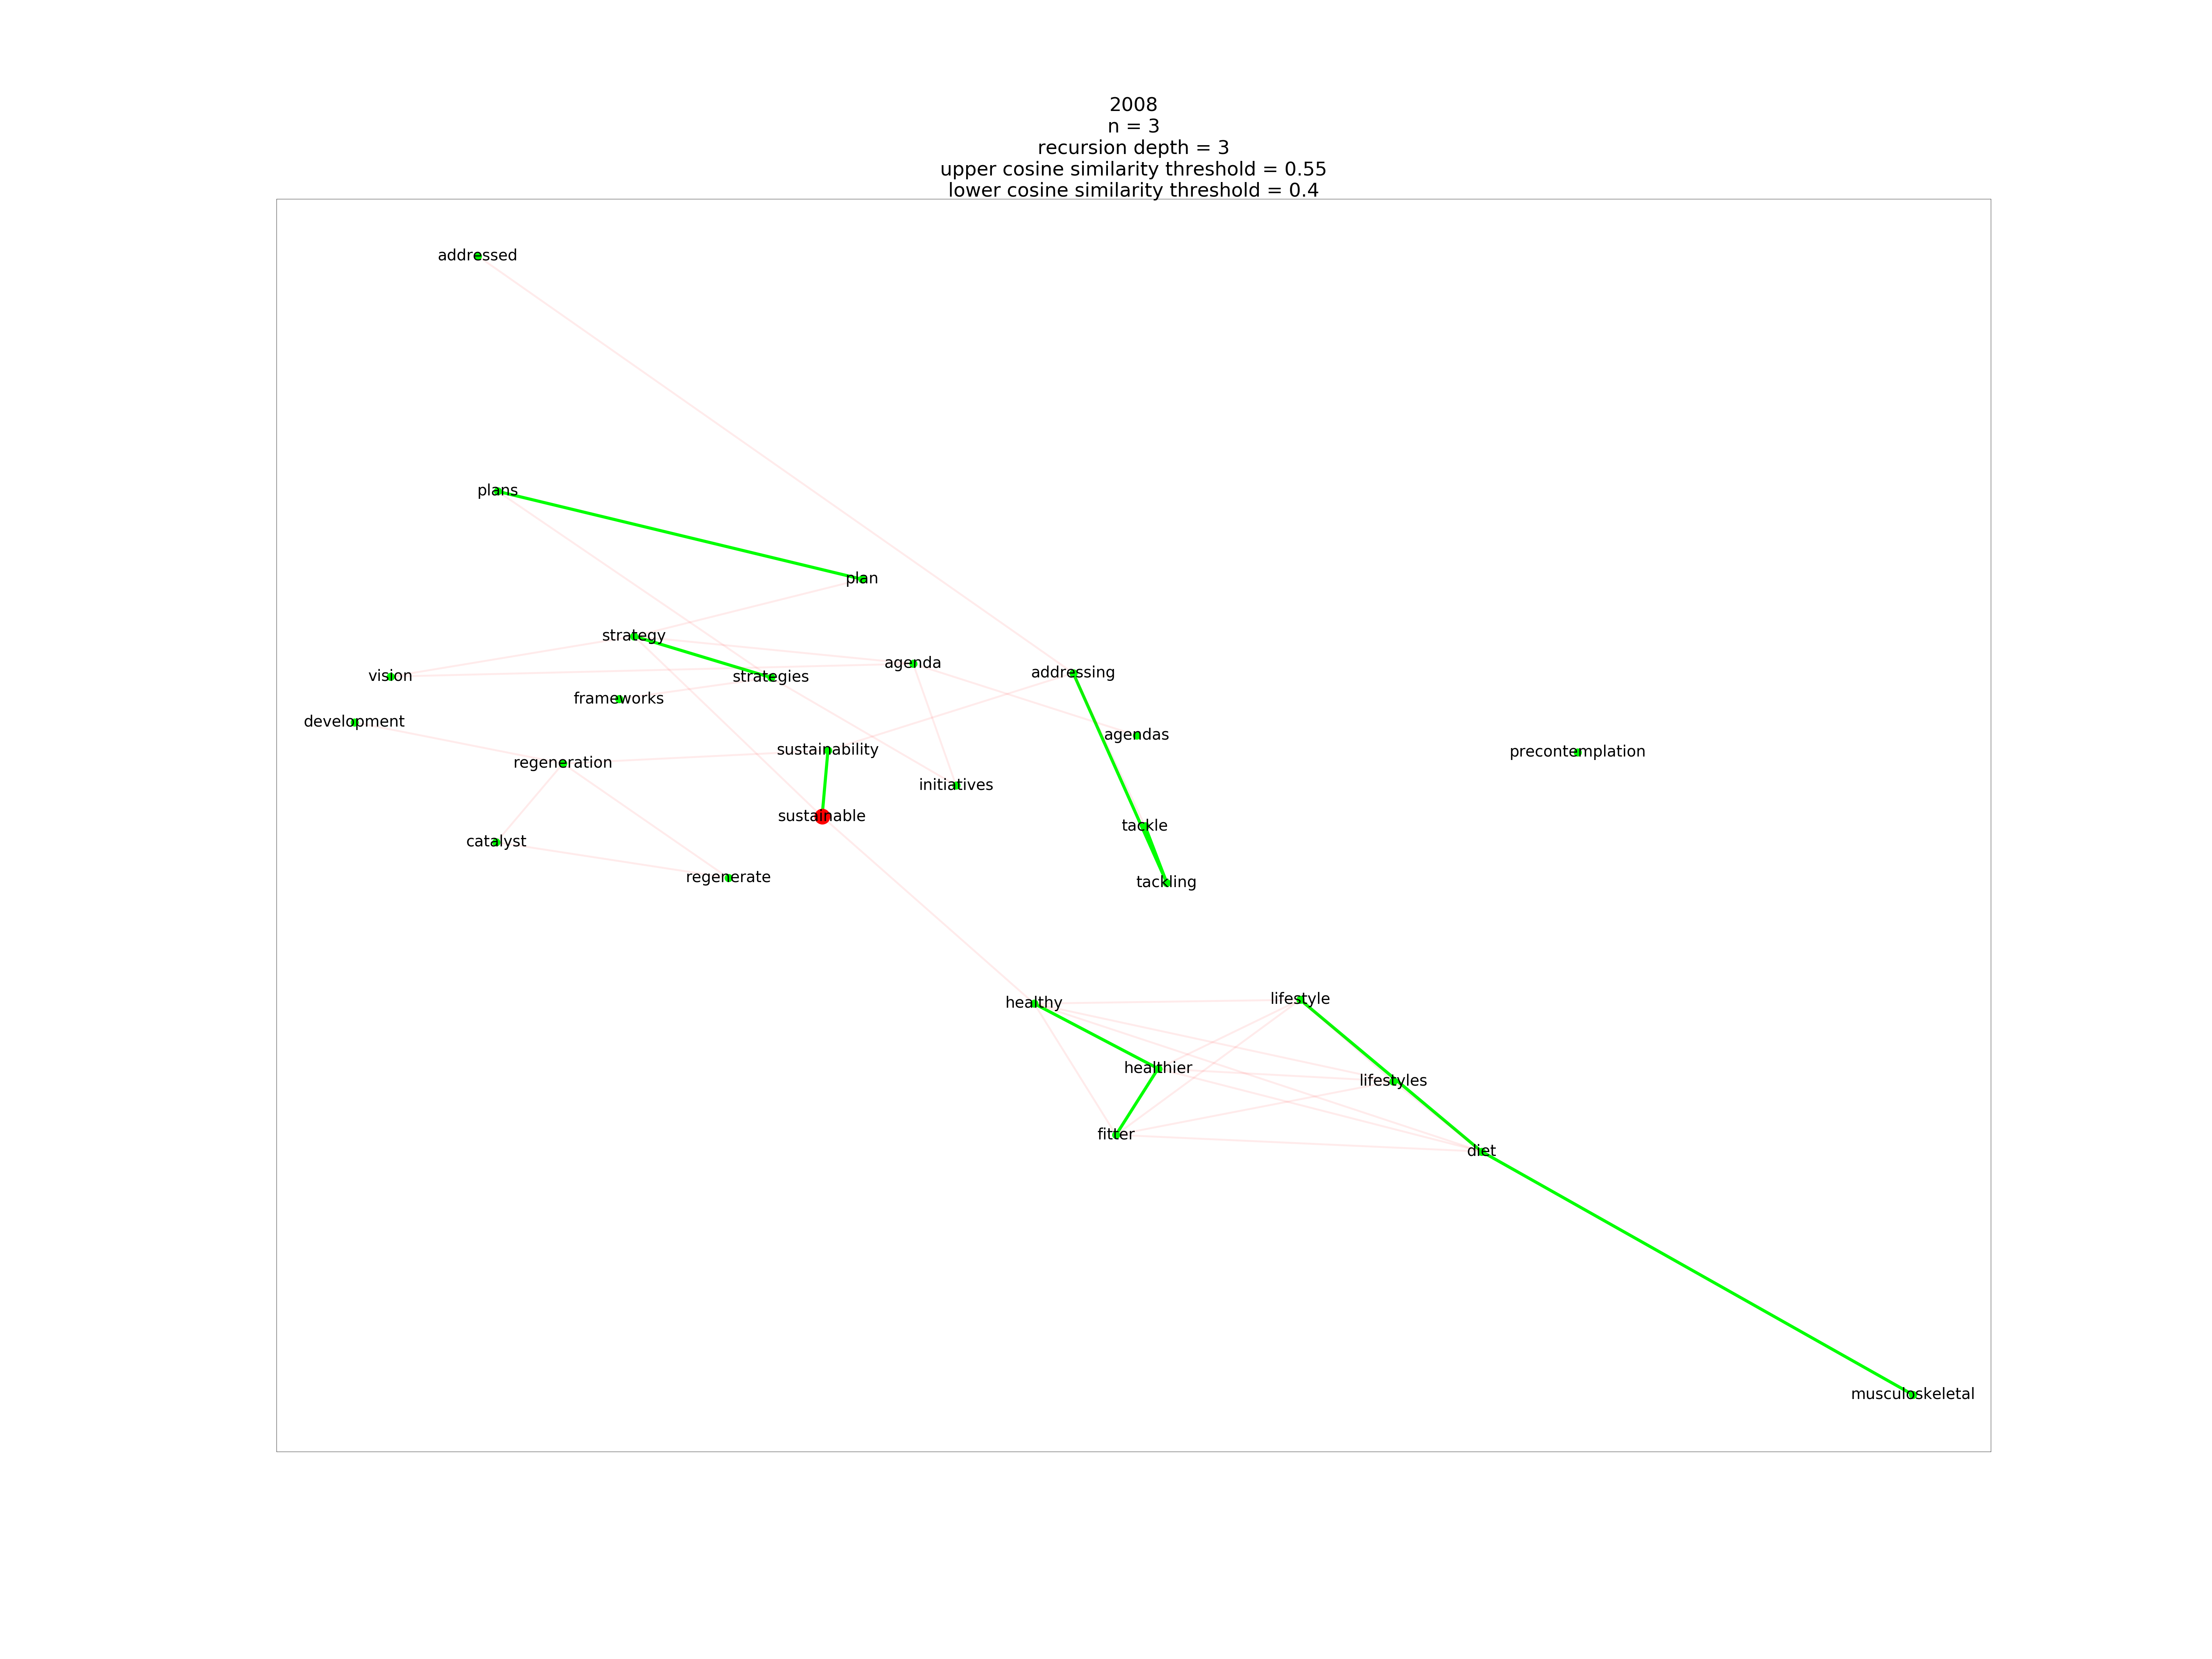 2008
n = 3
recursion depth = 3
upper cosine similarity threshold = 0.55
lower cosine similarity threshold = 0.4
addressed
plans
plan
strategy
agenda
addressing
vision
strategies
frameworks
development
agendas
sustainability
precontemplation
regeneration
initiatives
sustainable
tackle
catalyst
regenerate
tackling
healthy
lifestyle
healthier
lifestyles
fitter
diet
musculoskeletal